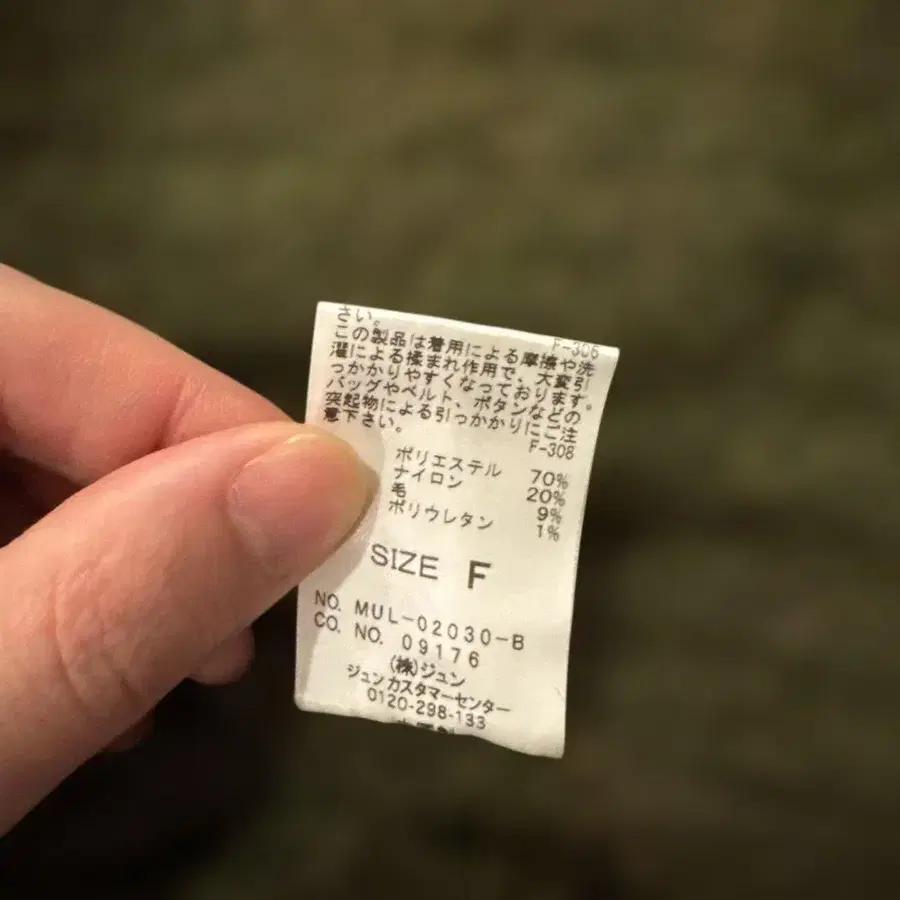 さい。
F-306
この製品は着用による摩擦や洗
濯による揉まれ作用で、大変引
っかかりやすくなっております。
バッグやベルト、ボタンなどの
突起物による引っかかりにご注
意下さい。
F-308
ポリエステル 70%
ナイロン 20%
毛 9%
ポリウレタン 1%
SIZE F
NO. MUL-02030-B
CO. NO. 09176
(株)ジュン
ジュンカスタマーセンター
0120-298-133